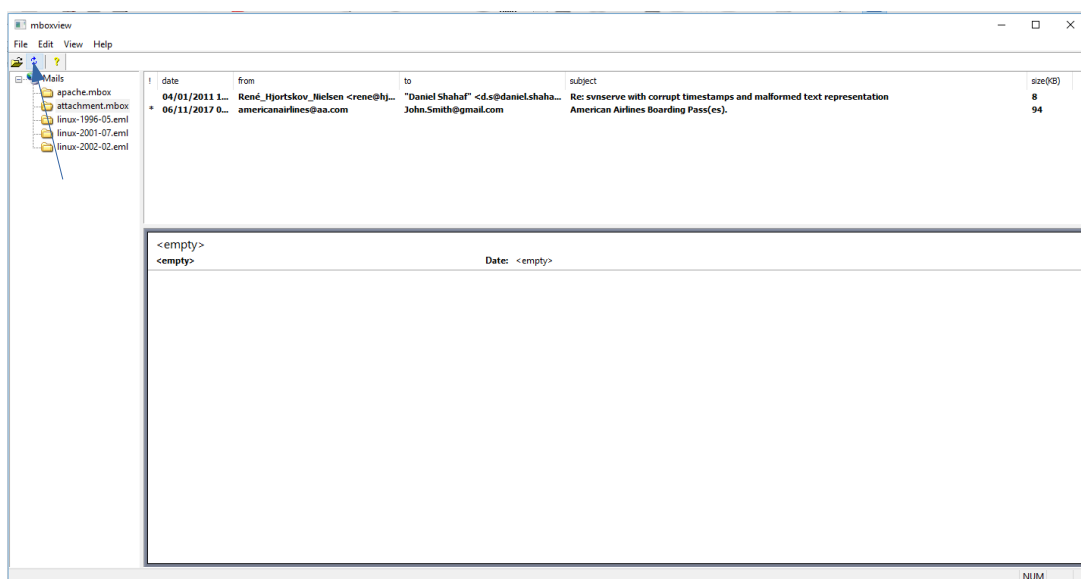 mboxview
File Edit View Help
?
Mails
apache.mbox
attachment.mbox
linux-1996-05.eml
linux-2001-07.eml
linux-2002-02.eml
! date from to subject size(KB)
04/01/2011 1... René_Hjortskov_Nielsen <rene@hj... "Daniel Shahaf" <d.s@daniel.shaha... Re: svnserve with corrupt timestamps and malformed text representation 8
* 06/11/2017 0... americanairlines@aa.com John.Smith@gmail.com American Airlines Boarding Pass(es). 94
<empty>
<empty> Date: <empty>
NUM